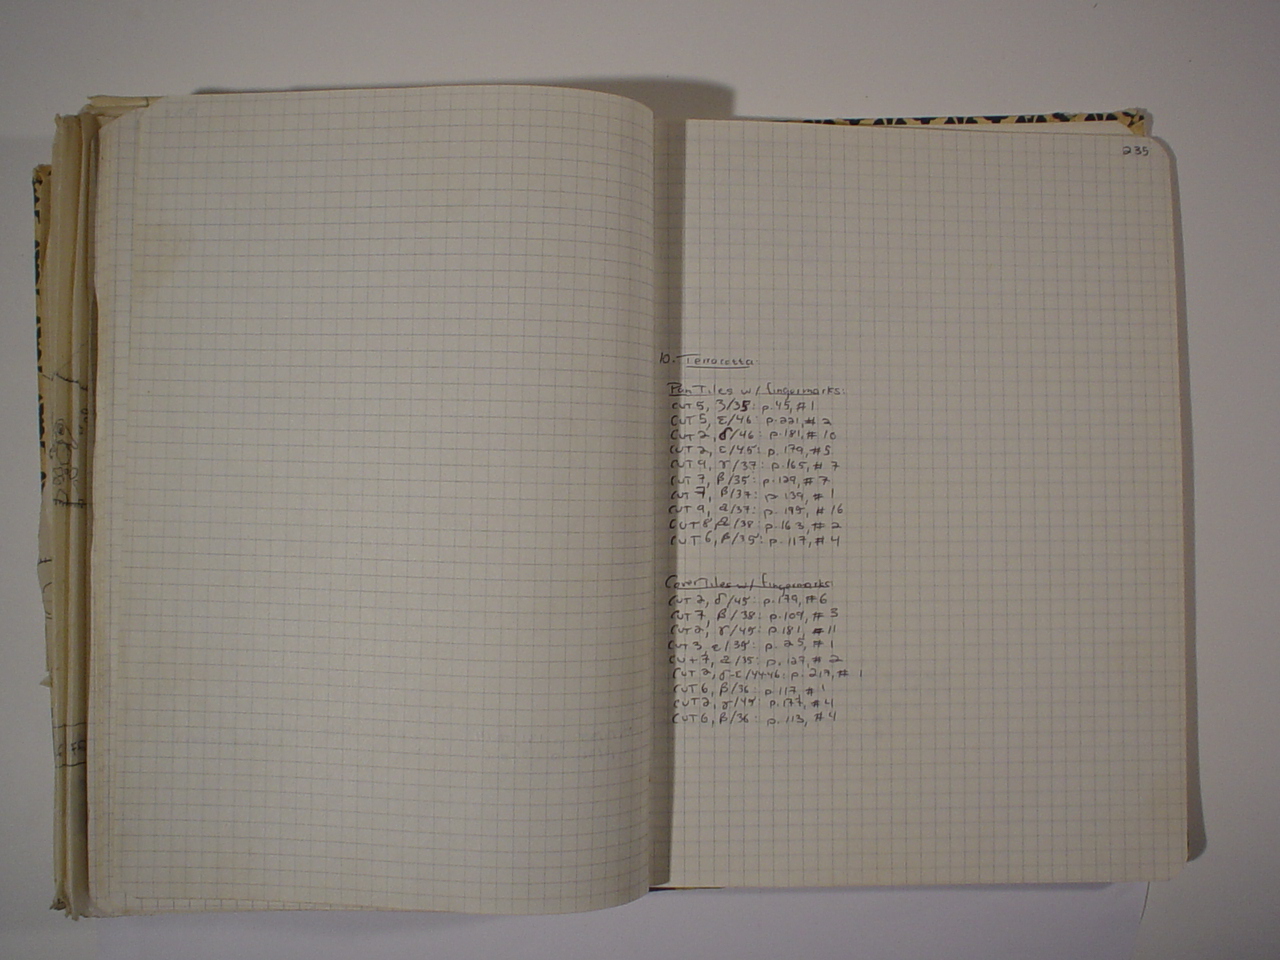 235
10. Terracotta:
Pan Tiles w/ fingermarks:
CUT 5, 3/35: p.45, #1
CUT 5, ε/46: p.221, # 2
CUT 2, δ/46: p.181, # 10
CUT 2, ε/45: p.179, #5
CUT 9, γ/37: p.165, # 7
CUT 7, β/35: p.129, # 7
CUT 7, β/37: p.139, # 1
CUT 9, /37: p.195, # 16
CUT 8 /38: p.163, # 2
CUT 6, β/35: p.117, # 4
Cover Tiles w/ fingermarks:
CUT 2, δ/45: p.179, #6
CUT 7, β/38: p.109, # 3
CUT 2, γ/45: p.181, #11
CUT 3, ε/35: p.25, # 1
CUT 7, /35: p.127, # 2
CUT 2, δ-ε/44-46: p.217, # 1
CUT 6, β/36: p.117, # 1
CUT 2, γ/45: p.177, #4
CUT 6, β/36: p.113, #4